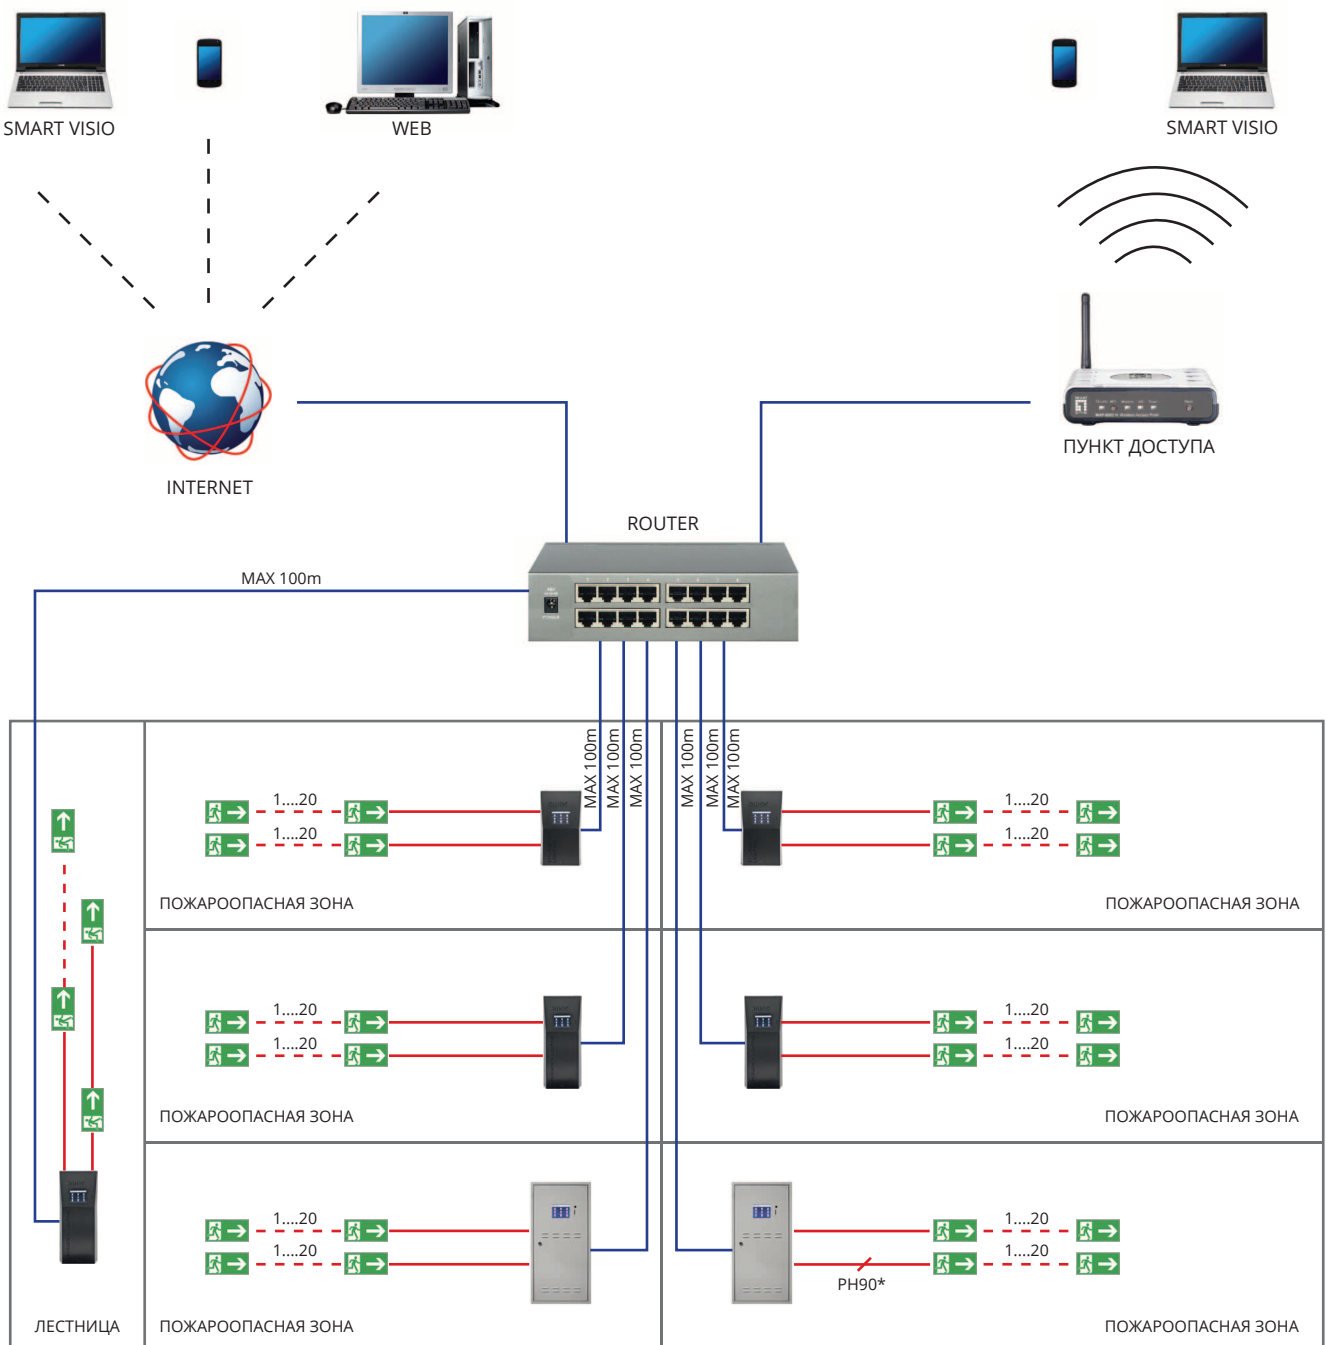 SMART VISIO
WEB
SMART VISIO
ПУНКТ ДОСТУПА
INTERNET
ROUTER
MAX 100m
MAX 100m
MAX 100m
MAX 100m
MAX 100m
MAX 100m
MAX 100m
1....20
1....20
1....20
1....20
ПОЖАРООПАСНАЯ ЗОНА
ПОЖАРООПАСНАЯ ЗОНА
1....20
1....20
1....20
1....20
ПОЖАРООПАСНАЯ ЗОНА
ПОЖАРООПАСНАЯ ЗОНА
1....20
1....20
1....20
1....20
PH90*
ЛЕСТНИЦА
ПОЖАРООПАСНАЯ ЗОНА
ПОЖАРООПАСНАЯ ЗОНА